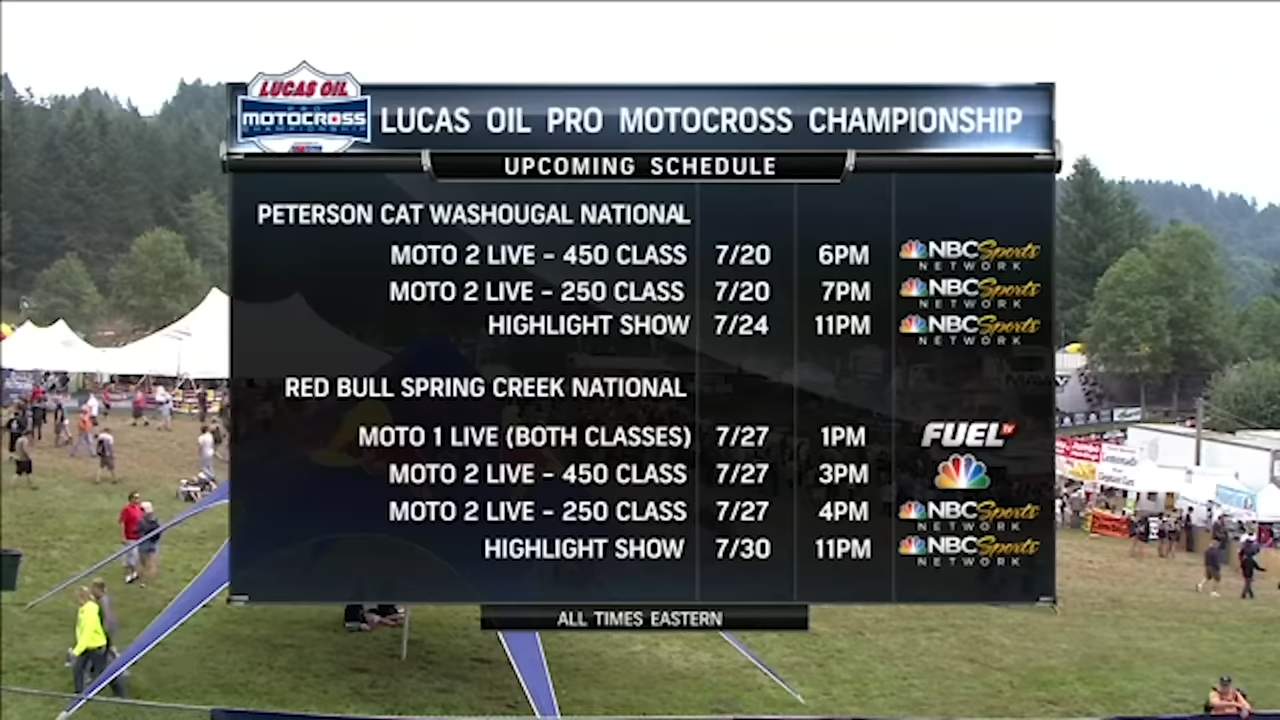 LUCAS OIL
PRO
MOTOCROSS
CHAMPIONSHIP
LUCAS OIL PRO MOTOCROSS CHAMPIONSHIP
UPCOMING SCHEDULE
PETERSON CAT WASHOUGAL NATIONAL
MOTO 2 LIVE – 450 CLASS 7/20 6PM NBC Sports NETWORK
MOTO 2 LIVE – 250 CLASS 7/20 7PM NBC Sports NETWORK
HIGHLIGHT SHOW 7/24 11PM NBC Sports NETWORK
RED BULL SPRING CREEK NATIONAL
MOTO 1 LIVE (BOTH CLASSES) 7/27 1PM FUEL TV
MOTO 2 LIVE – 450 CLASS 7/27 3PM
MOTO 2 LIVE – 250 CLASS 7/27 4PM NBC Sports NETWORK
HIGHLIGHT SHOW 7/30 11PM NBC Sports NETWORK
ALL TIMES EASTERN